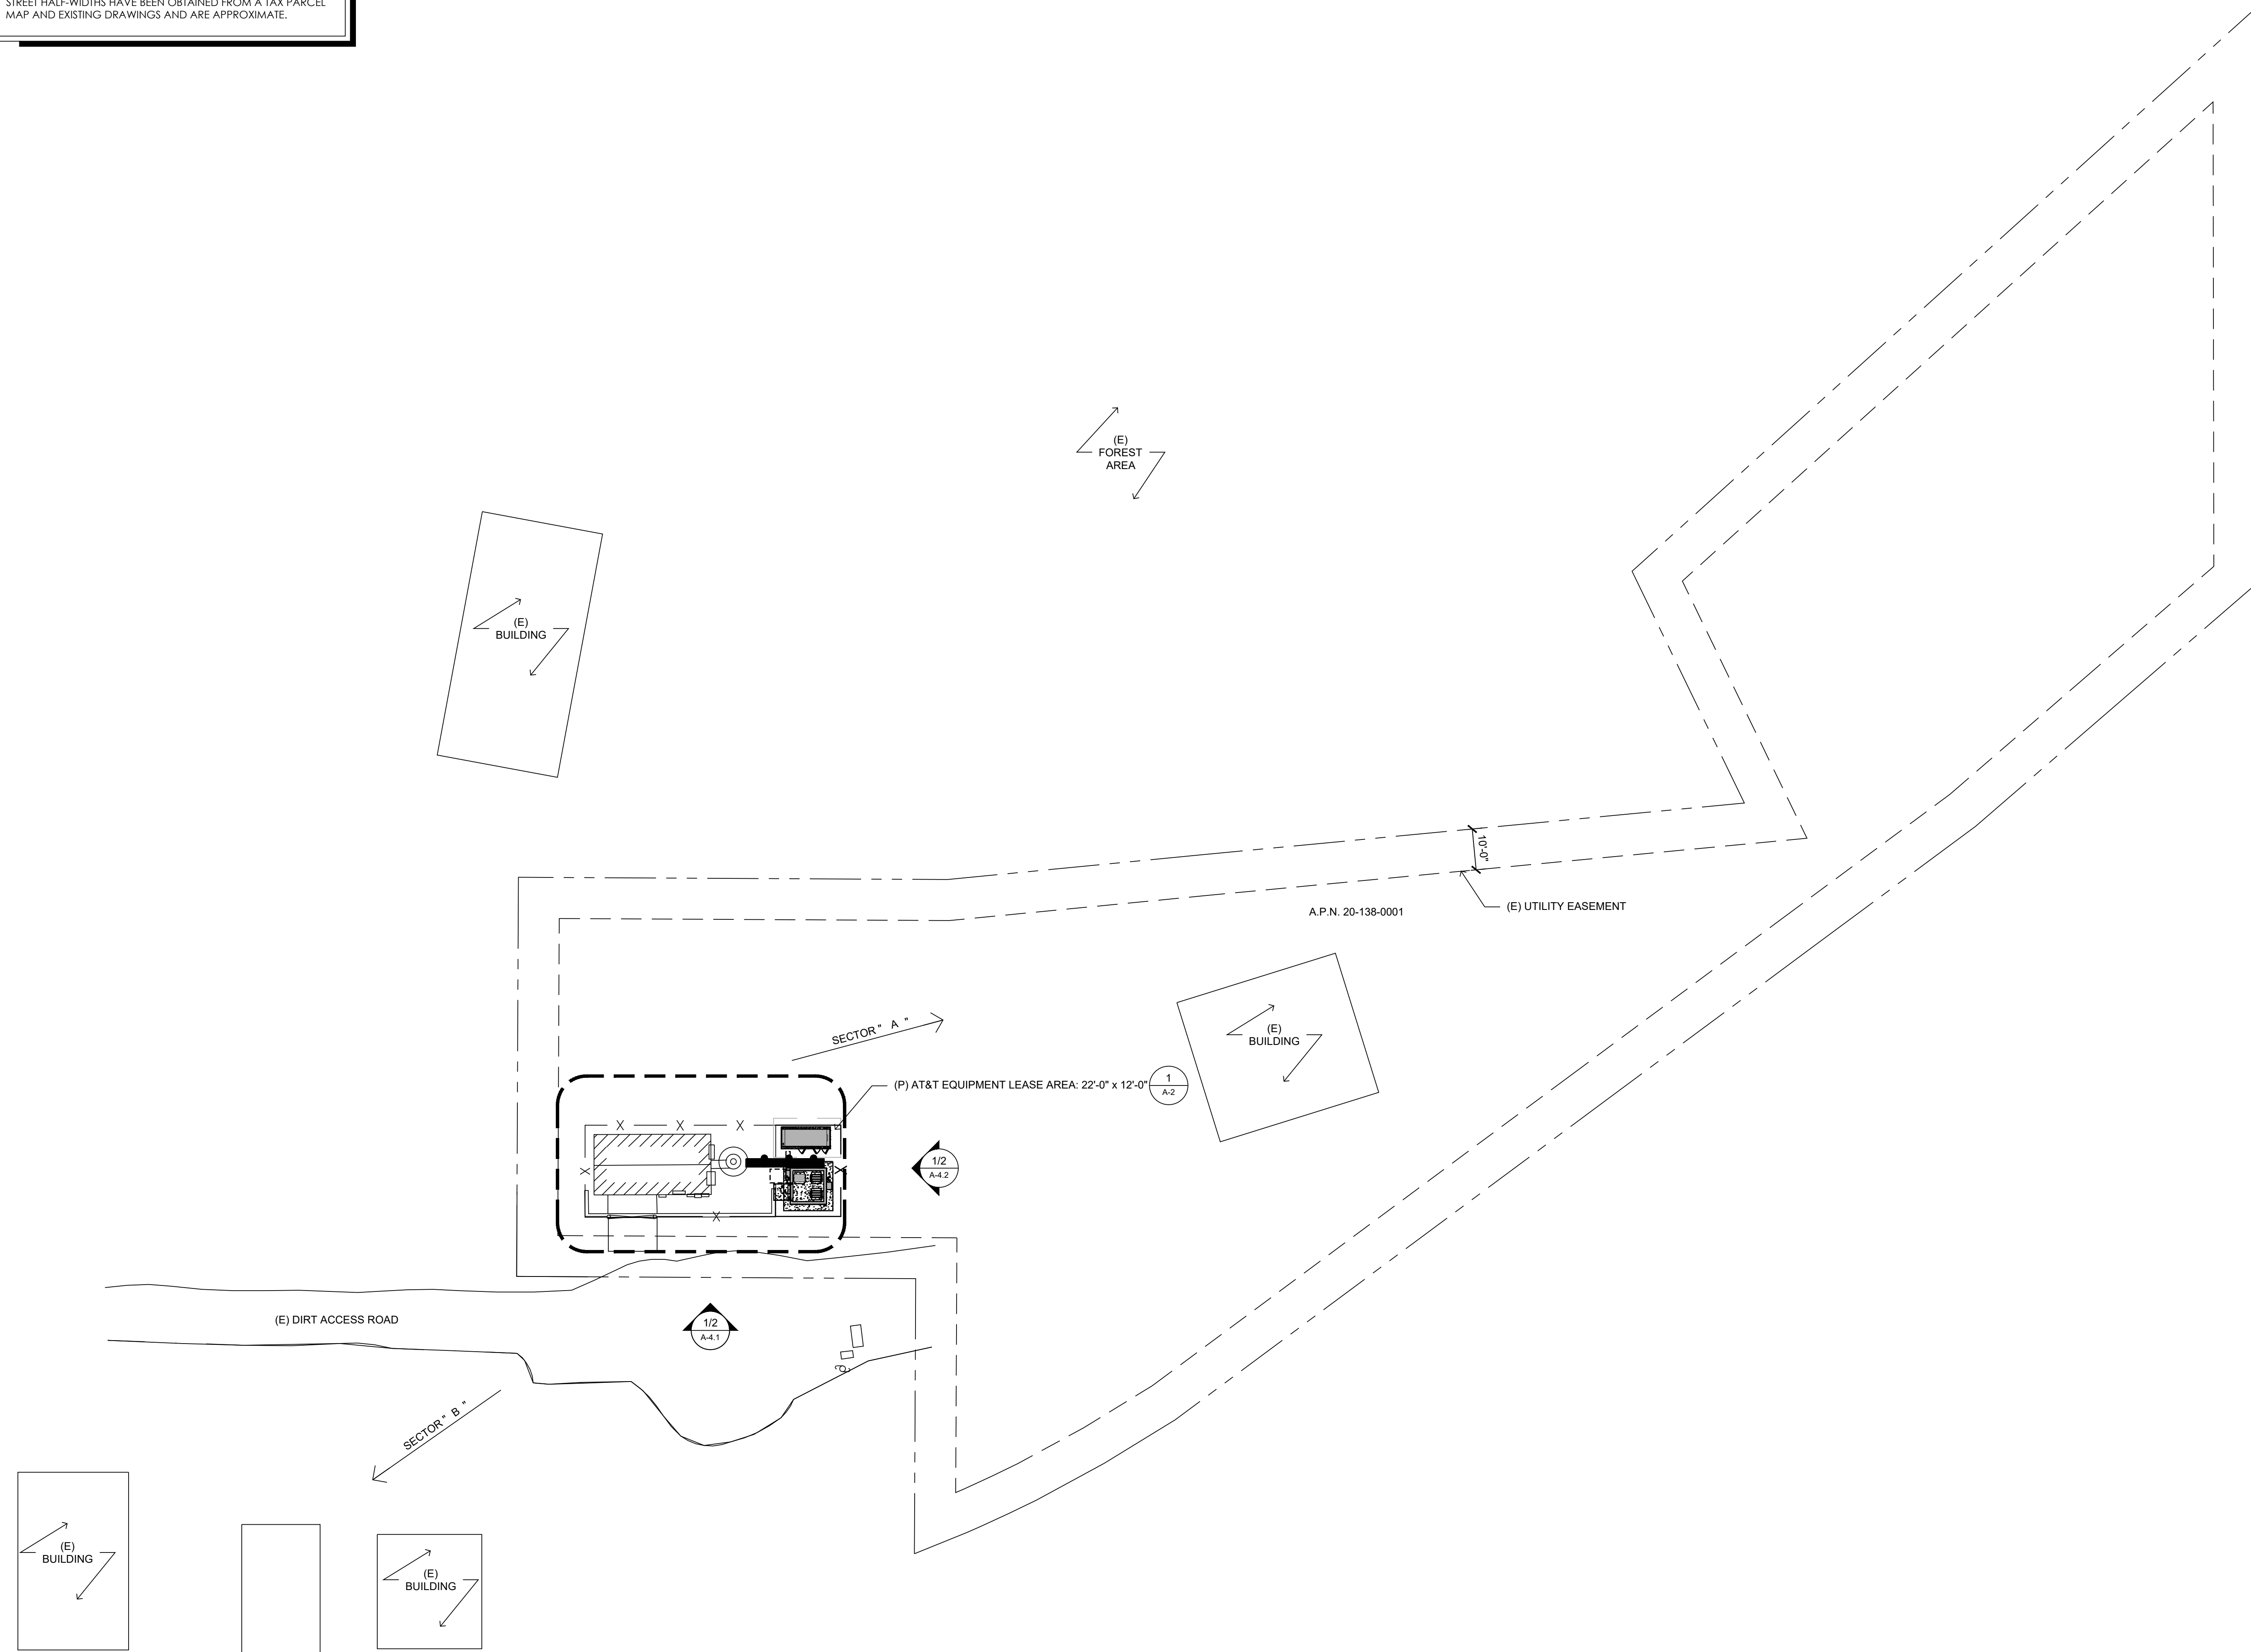 STREET HALF-WIDTHS HAVE BEEN OBTAINED FROM A TAX PARCEL
MAP AND EXISTING DRAWINGS AND ARE APPROXIMATE.
(E)
FOREST
AREA
(E)
BUILDING
10'-0"
(E) UTILITY EASEMENT
A.P.N. 20-138-0001
(E)
BUILDING
SECTOR " A "
(P) AT&T EQUIPMENT LEASE AREA: 22'-0" x 12'-0"
1
A-2
X X X
X X
X
1/2
A-4.2
(E) DIRT ACCESS ROAD
1/2
A-4.1
SECTOR " B "
(E)
BUILDING
(E)
BUILDING